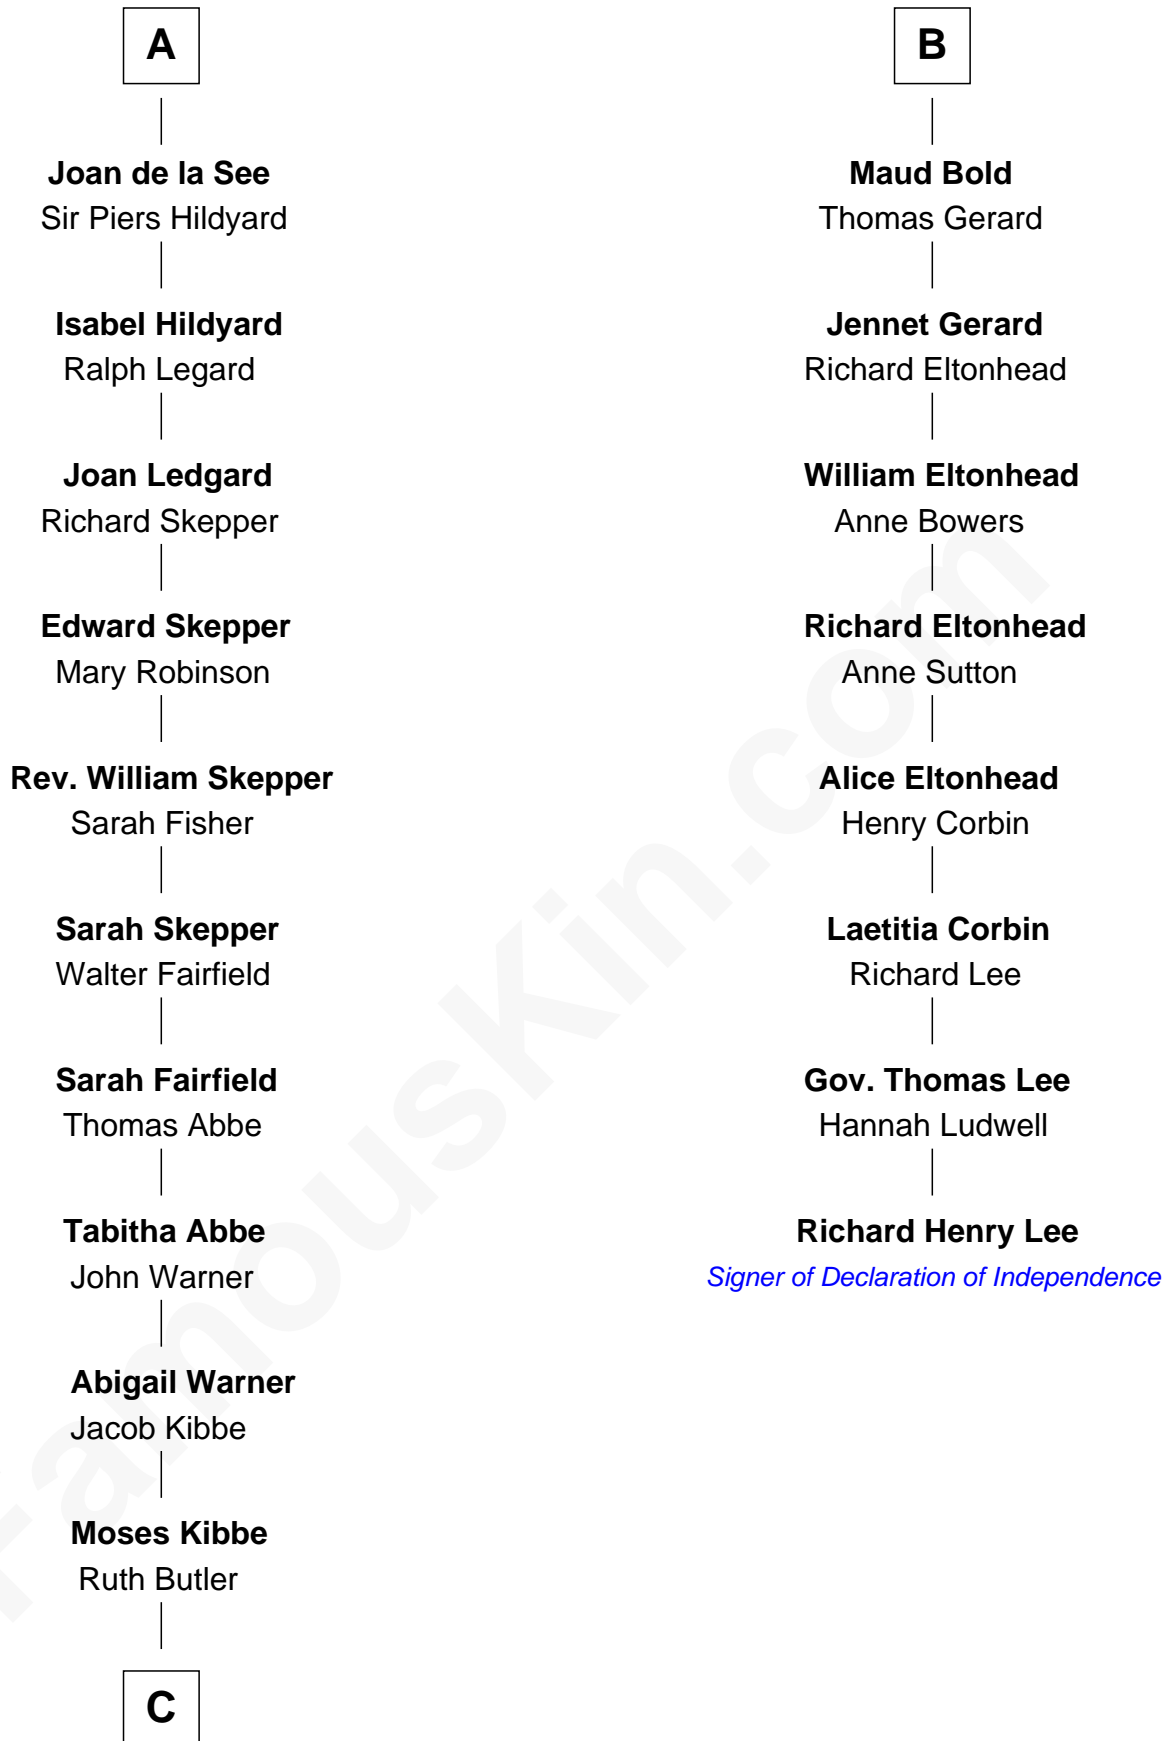 A
Joan de la See
Sir Piers Hildyard
Isabel Hildyard
Ralph Legard
Joan Ledgard
Richard Skepper
Edward Skepper
Mary Robinson
Rev. William Skepper
Sarah Fisher
Sarah Skepper
Walter Fairfield
Sarah Fairfield
Thomas Abbe
Tabitha Abbe
John Warner
Abigail Warner
Jacob Kibbe
Moses Kibbe
Ruth Butler
C
B
Maud Bold
Thomas Gerard
Jennet Gerard
Richard Eltonhead
William Eltonhead
Anne Bowers
Richard Eltonhead
Anne Sutton
Alice Eltonhead
Henry Corbin
Laetitia Corbin
Richard Lee
Gov. Thomas Lee
Hannah Ludwell
Richard Henry Lee
Signer of Declaration of Independence
FamousKin.com